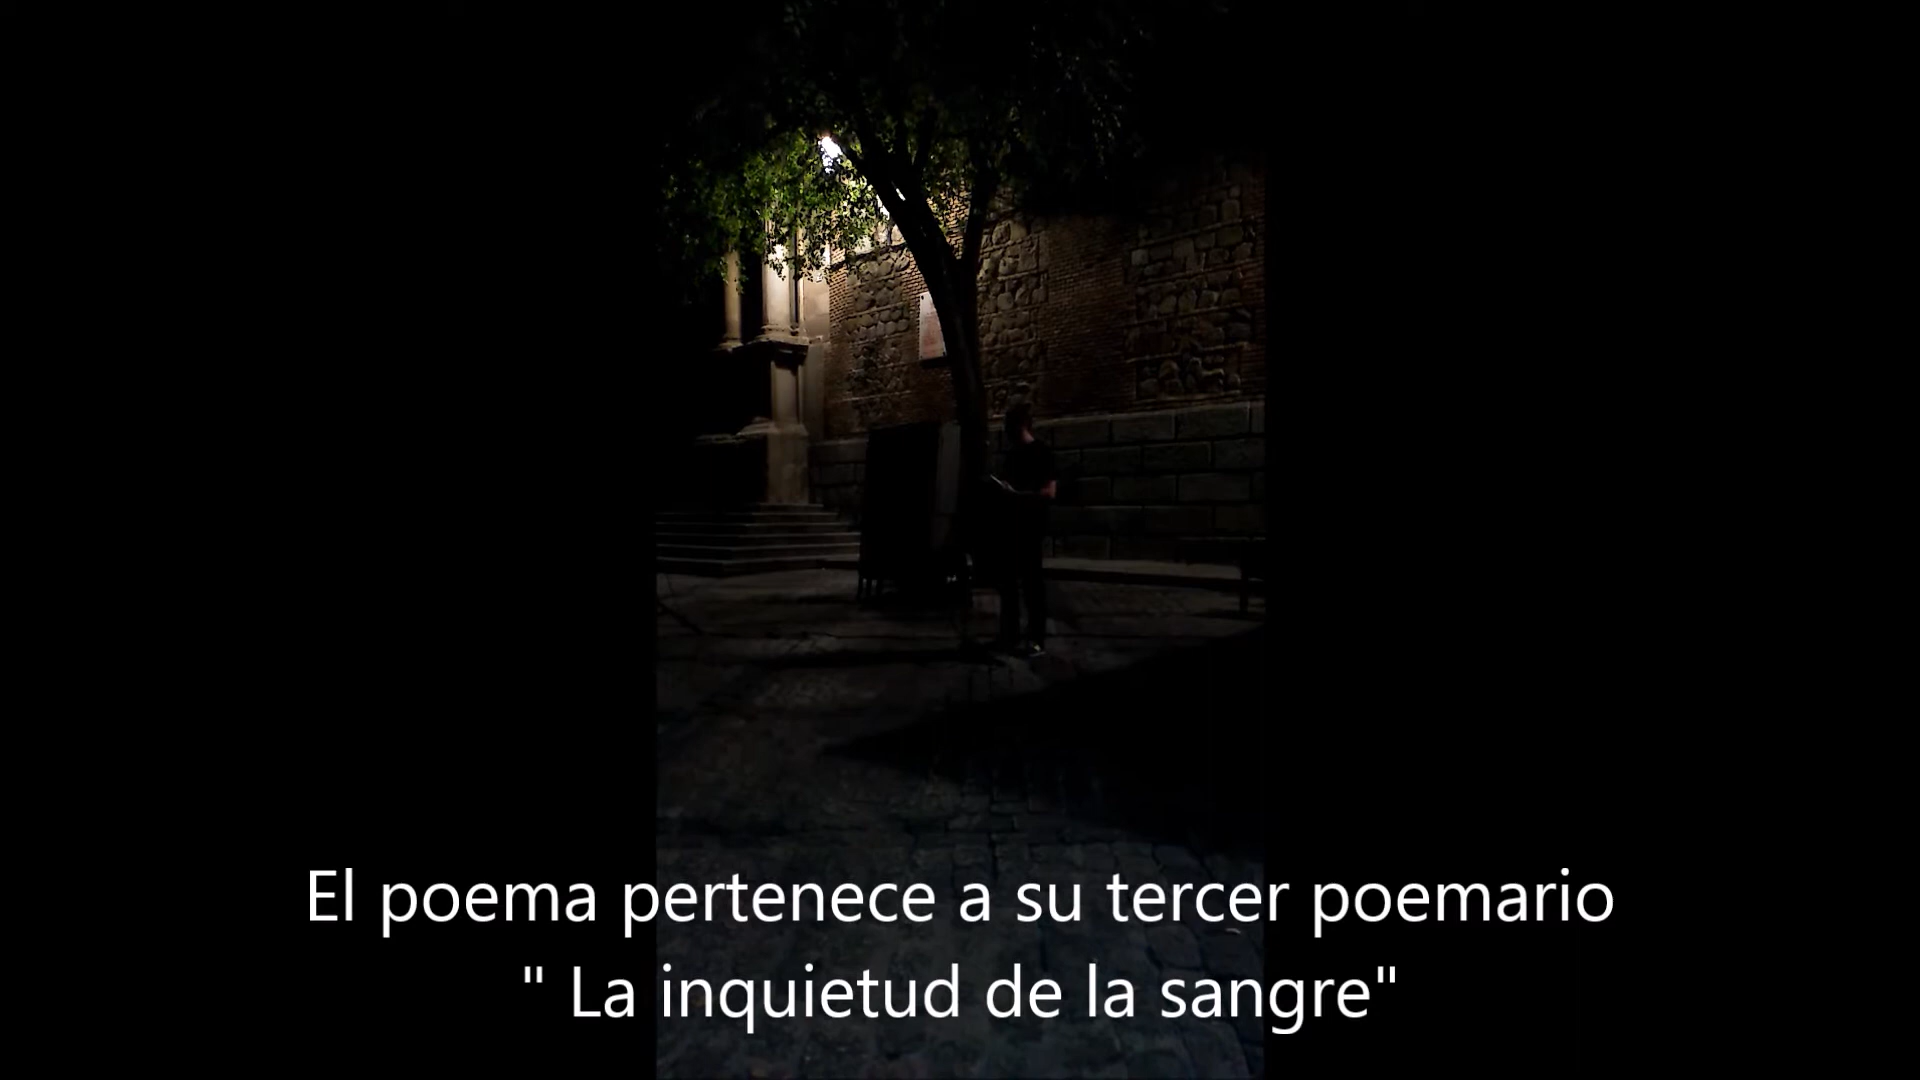 El poema pertenece a su tercer poemario
" La inquietud de la sangre"